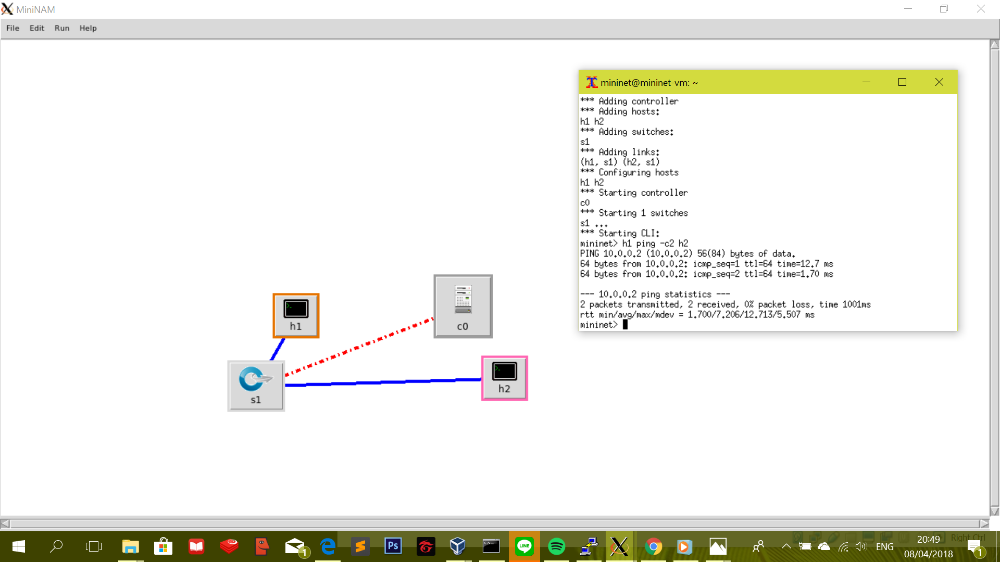 MiniNAM
File Edit Run Help
mininet@mininet-vm: ~
*** Adding controller
*** Adding hosts:
h1 h2
*** Adding switches:
s1
*** Adding links:
(h1, s1) (h2, s1)
*** Configuring hosts
h1 h2
*** Starting controller
c0
*** Starting 1 switches
s1 ...
*** Starting CLI:
mininet> h1 ping -c2 h2
PING 10.0.0.2 (10.0.0.2) 56(84) bytes of data.
64 bytes from 10.0.0.2: icmp_seq=1 ttl=64 time=12.7 ms
64 bytes from 10.0.0.2: icmp_seq=2 ttl=64 time=1.70 ms
--- 10.0.0.2 ping statistics ---
2 packets transmitted, 2 received, 0% packet loss, time 1001ms
rtt min/avg/max/mdev = 1.700/7.206/12.713/5.507 ms
mininet>
h1
c0
h2
s1
1
Ps
C:\
LINE
ENG
Right Ctrl
20:49
08/04/2018
1